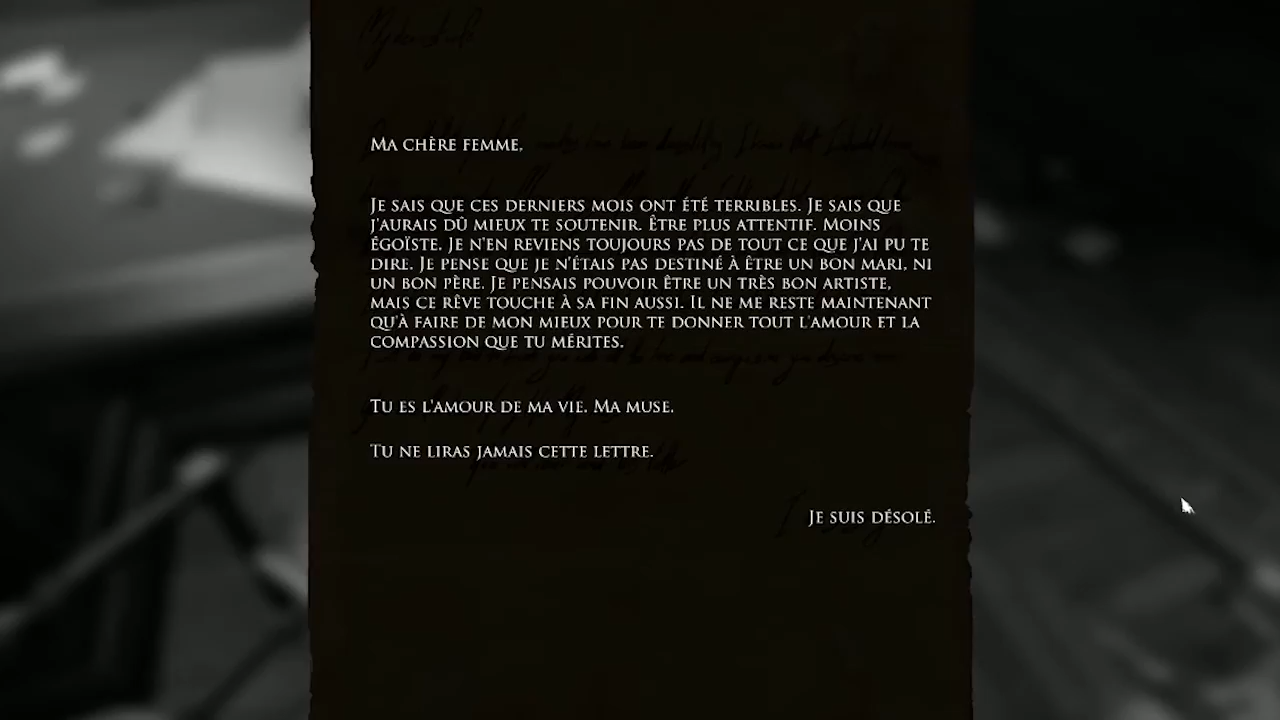 Ma chère femme,
Je sais que ces derniers mois ont été terribles. Je sais que
j'aurais dû mieux te soutenir. Être plus attentif. Moins
égoïste. Je n'en reviens toujours pas de tout ce que j'ai pu te
dire. Je pense que je n'étais pas destiné à être un bon mari, ni
un bon père. Je pensais pouvoir être un très bon artiste,
mais ce rêve touche à sa fin aussi. Il ne me reste maintenant
qu'à faire de mon mieux pour te donner tout l'amour et la
compassion que tu mérites.
Tu es l'amour de ma vie. Ma muse.
Tu ne liras jamais cette lettre.
Je suis désolé.